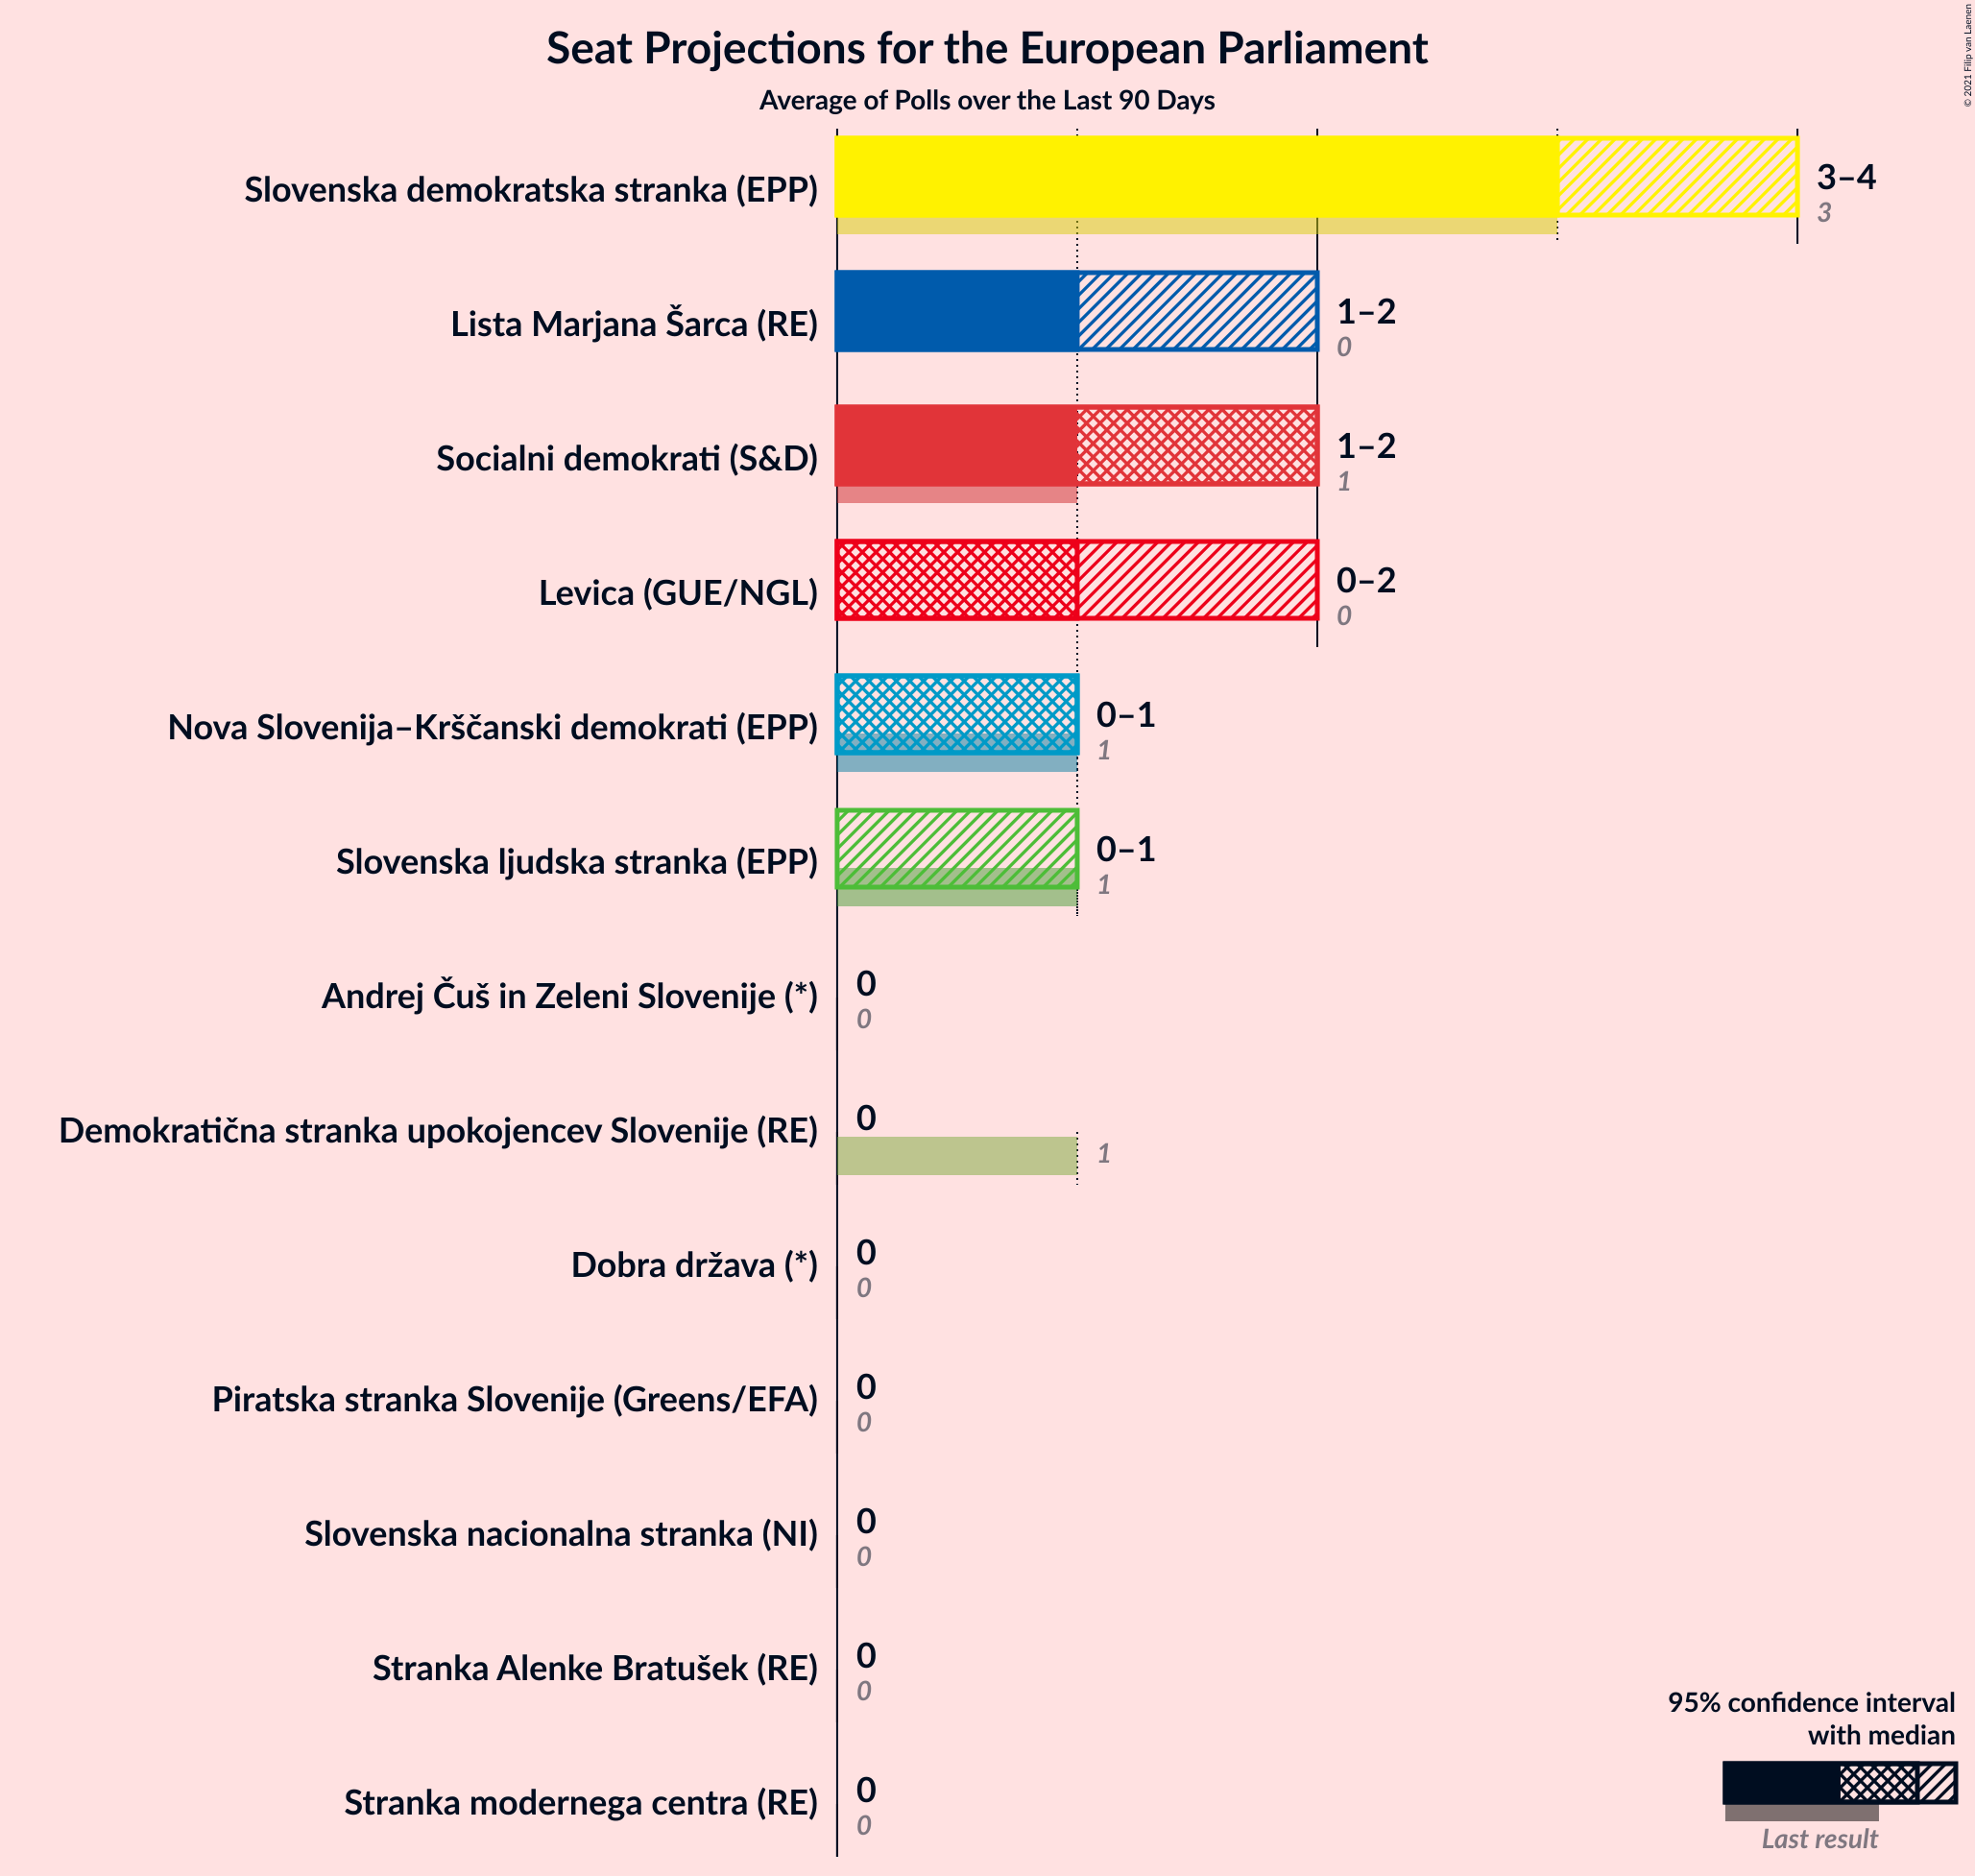 Seat Projections for the European Parliament
Average of Polls over the Last 90 Days
© 2021 Filip van Laenen
Slovenska demokratska stranka (EPP)
3–4
3
Lista Marjana Šarca (RE)
1–2
0
Socialni demokrati (S&D)
1–2
1
Levica (GUE/NGL)
0–2
0
Nova Slovenija–Krščanski demokrati (EPP)
0–1
1
Slovenska ljudska stranka (EPP)
0–1
1
Andrej Čuš in Zeleni Slovenije (*)
0
0
Demokratična stranka upokojencev Slovenije (RE)
0
1
Dobra država (*)
0
0
Piratska stranka Slovenije (Greens/EFA)
0
0
Slovenska nacionalna stranka (NI)
0
0
Stranka Alenke Bratušek (RE)
0
0
Stranka modernega centra (RE)
0
0
95% confidence interval
with median
Last result